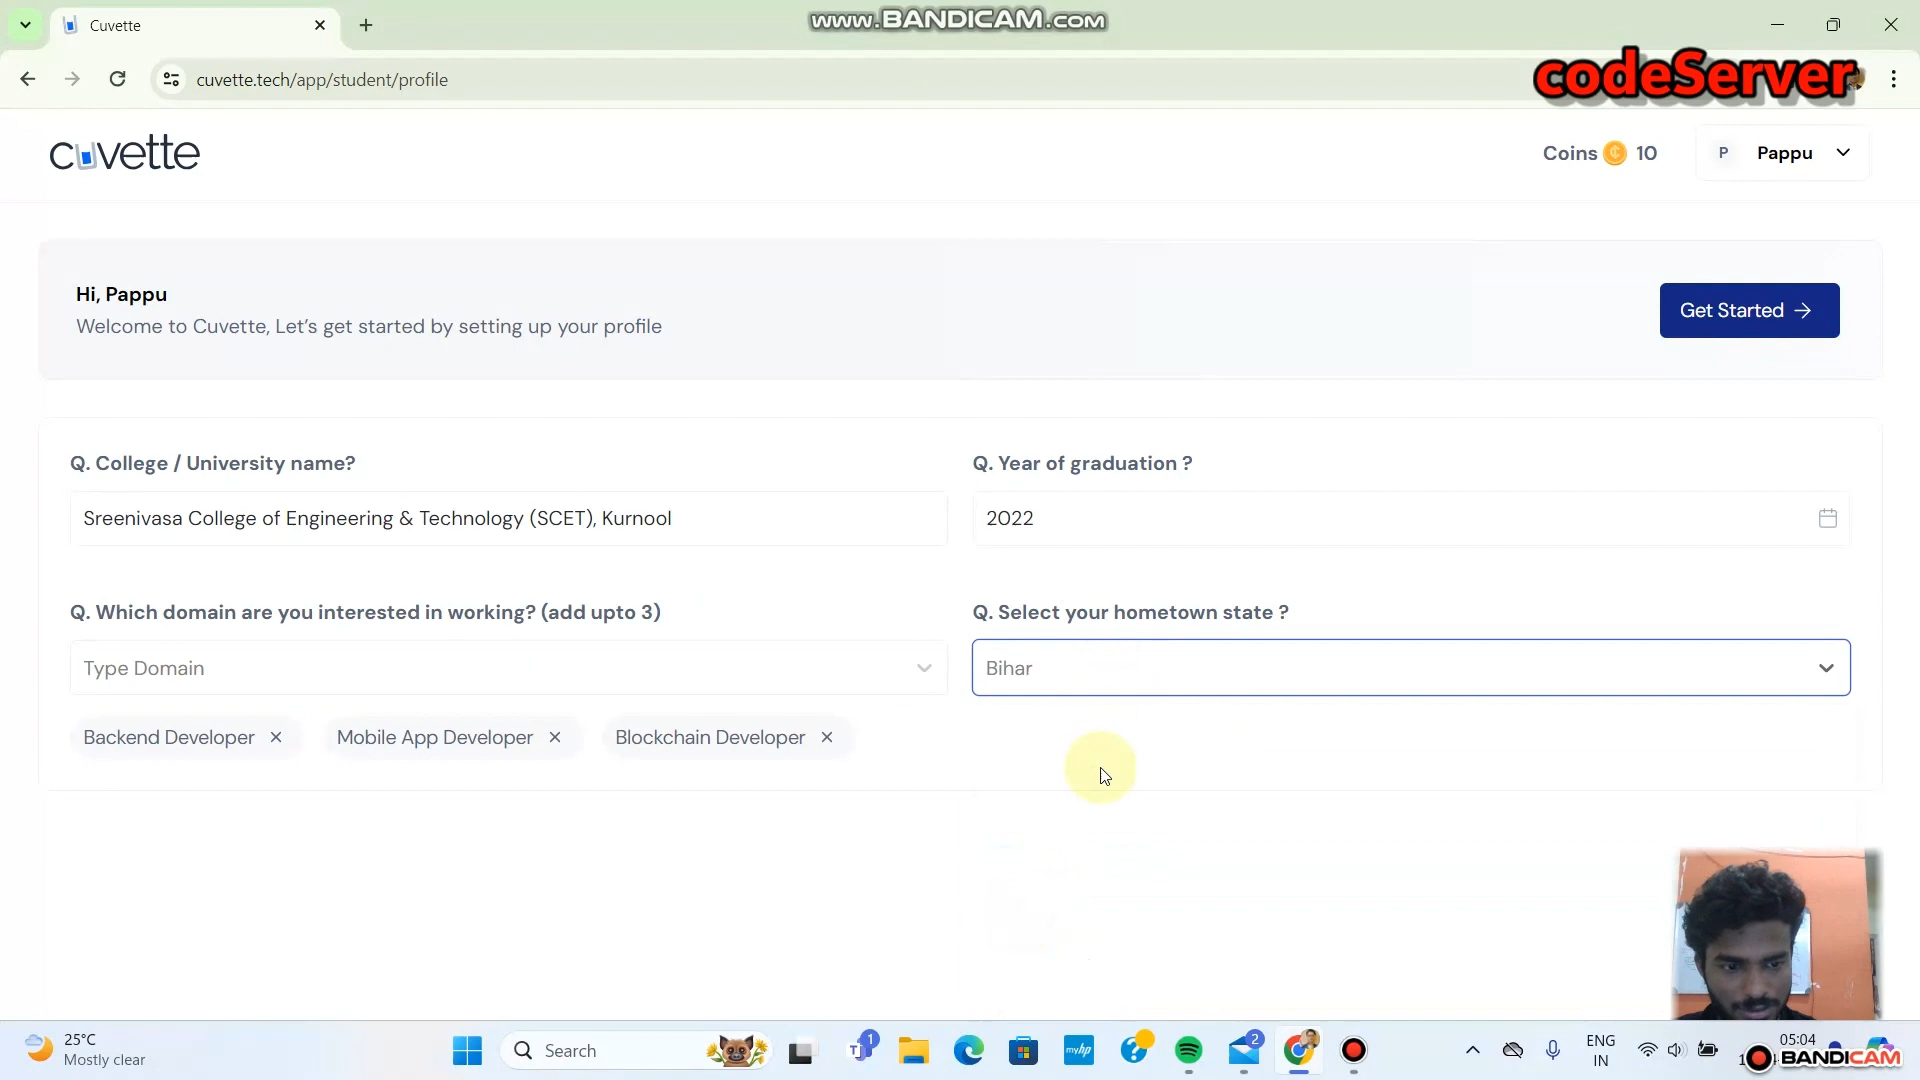 Cuvette
www.BANDICAM.com
cuvette.tech/app/student/profile
codeServer
cuvette
Coins 10
P Pappu
Hi, Pappu
Welcome to Cuvette, Let's get started by setting up your profile
Get Started →
Q. College / University name?
Q. Year of graduation ?
Sreenivasa College of Engineering & Technology (SCET), Kurnool
2022
Q. Which domain are you interested in working? (add upto 3)
Q. Select your hometown state ?
Type Domain
Bihar
Backend Developer ×
Mobile App Developer ×
Blockchain Developer ×
25°C
Mostly clear
Search
1
myhp
2
ENG
IN
05:04
BANDICAM